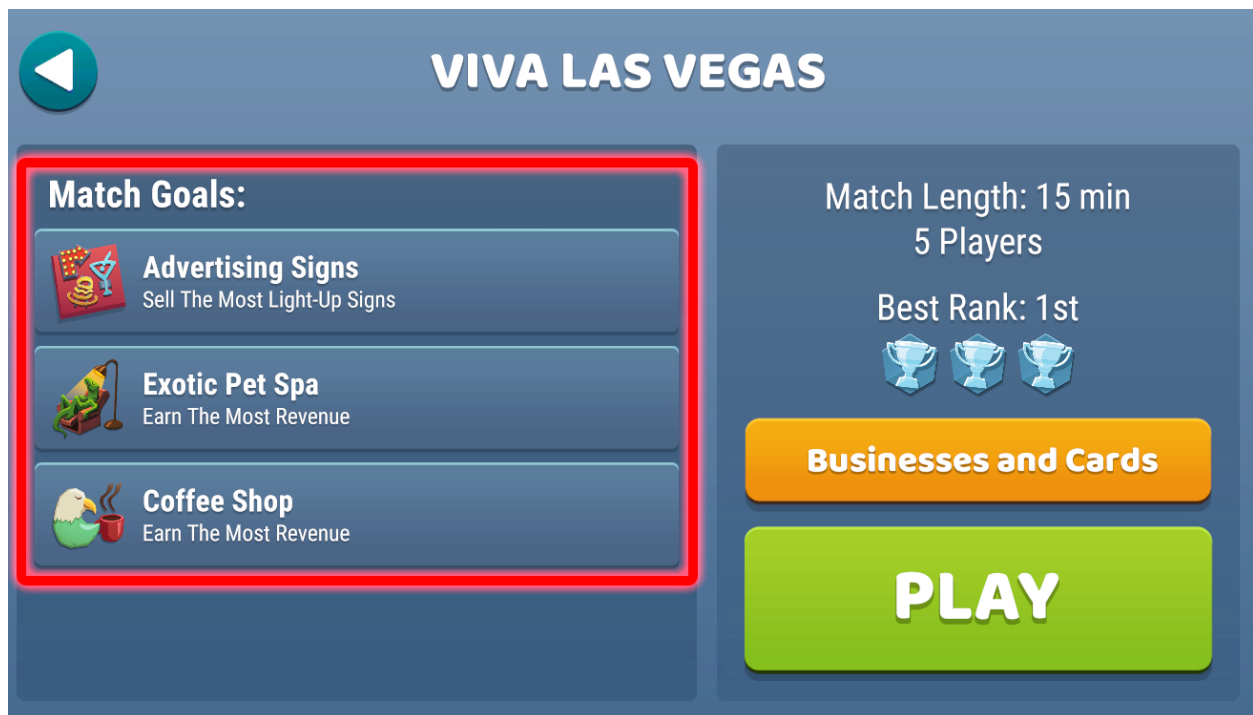 VIVA LAS VEGAS
Match Goals:
Advertising Signs
Sell The Most Light-Up Signs
Exotic Pet Spa
Earn The Most Revenue
Coffee Shop
Earn The Most Revenue
Match Length: 15 min
5 Players
Best Rank: 1st
Businesses and Cards
PLAY